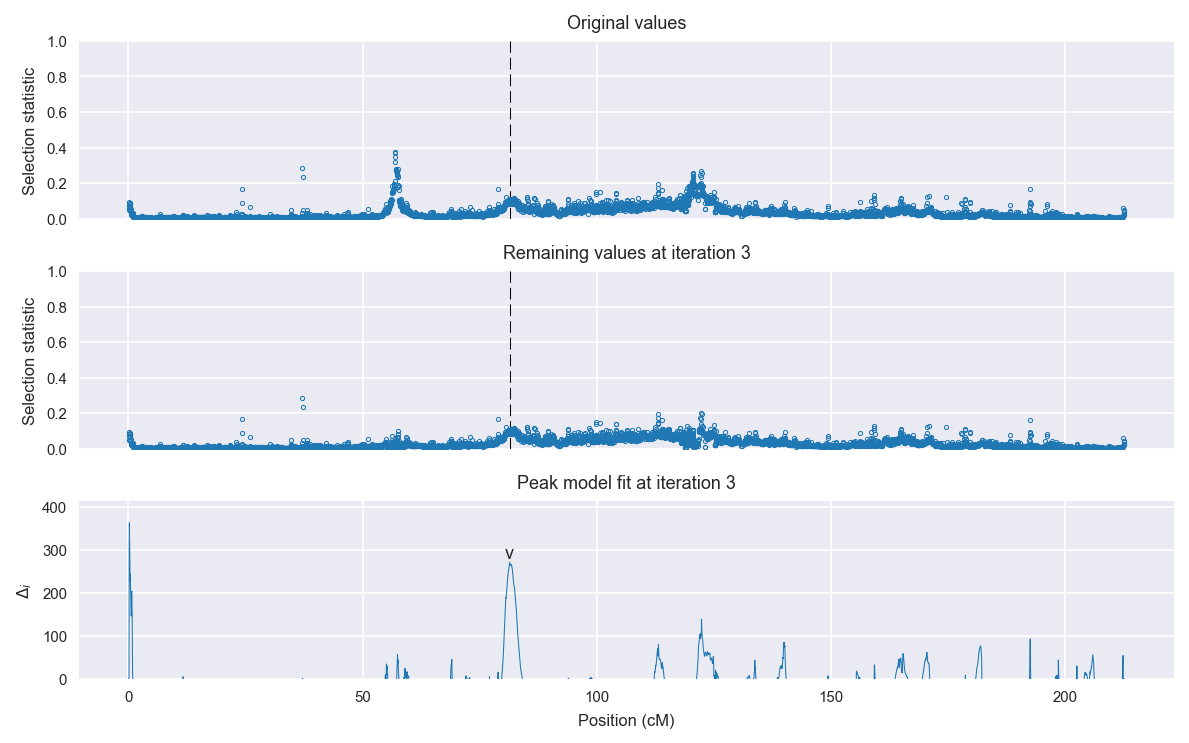 Original values
1.0
0.8
0.6
0.4
0.2
0.0
Selection statistic
Remaining values at iteration 3
1.0
0.8
0.6
0.4
0.2
0.0
Selection statistic
Peak model fit at iteration 3
400
300
200
100
0
Δi
v
0 50 100 150 200
Position (cM)